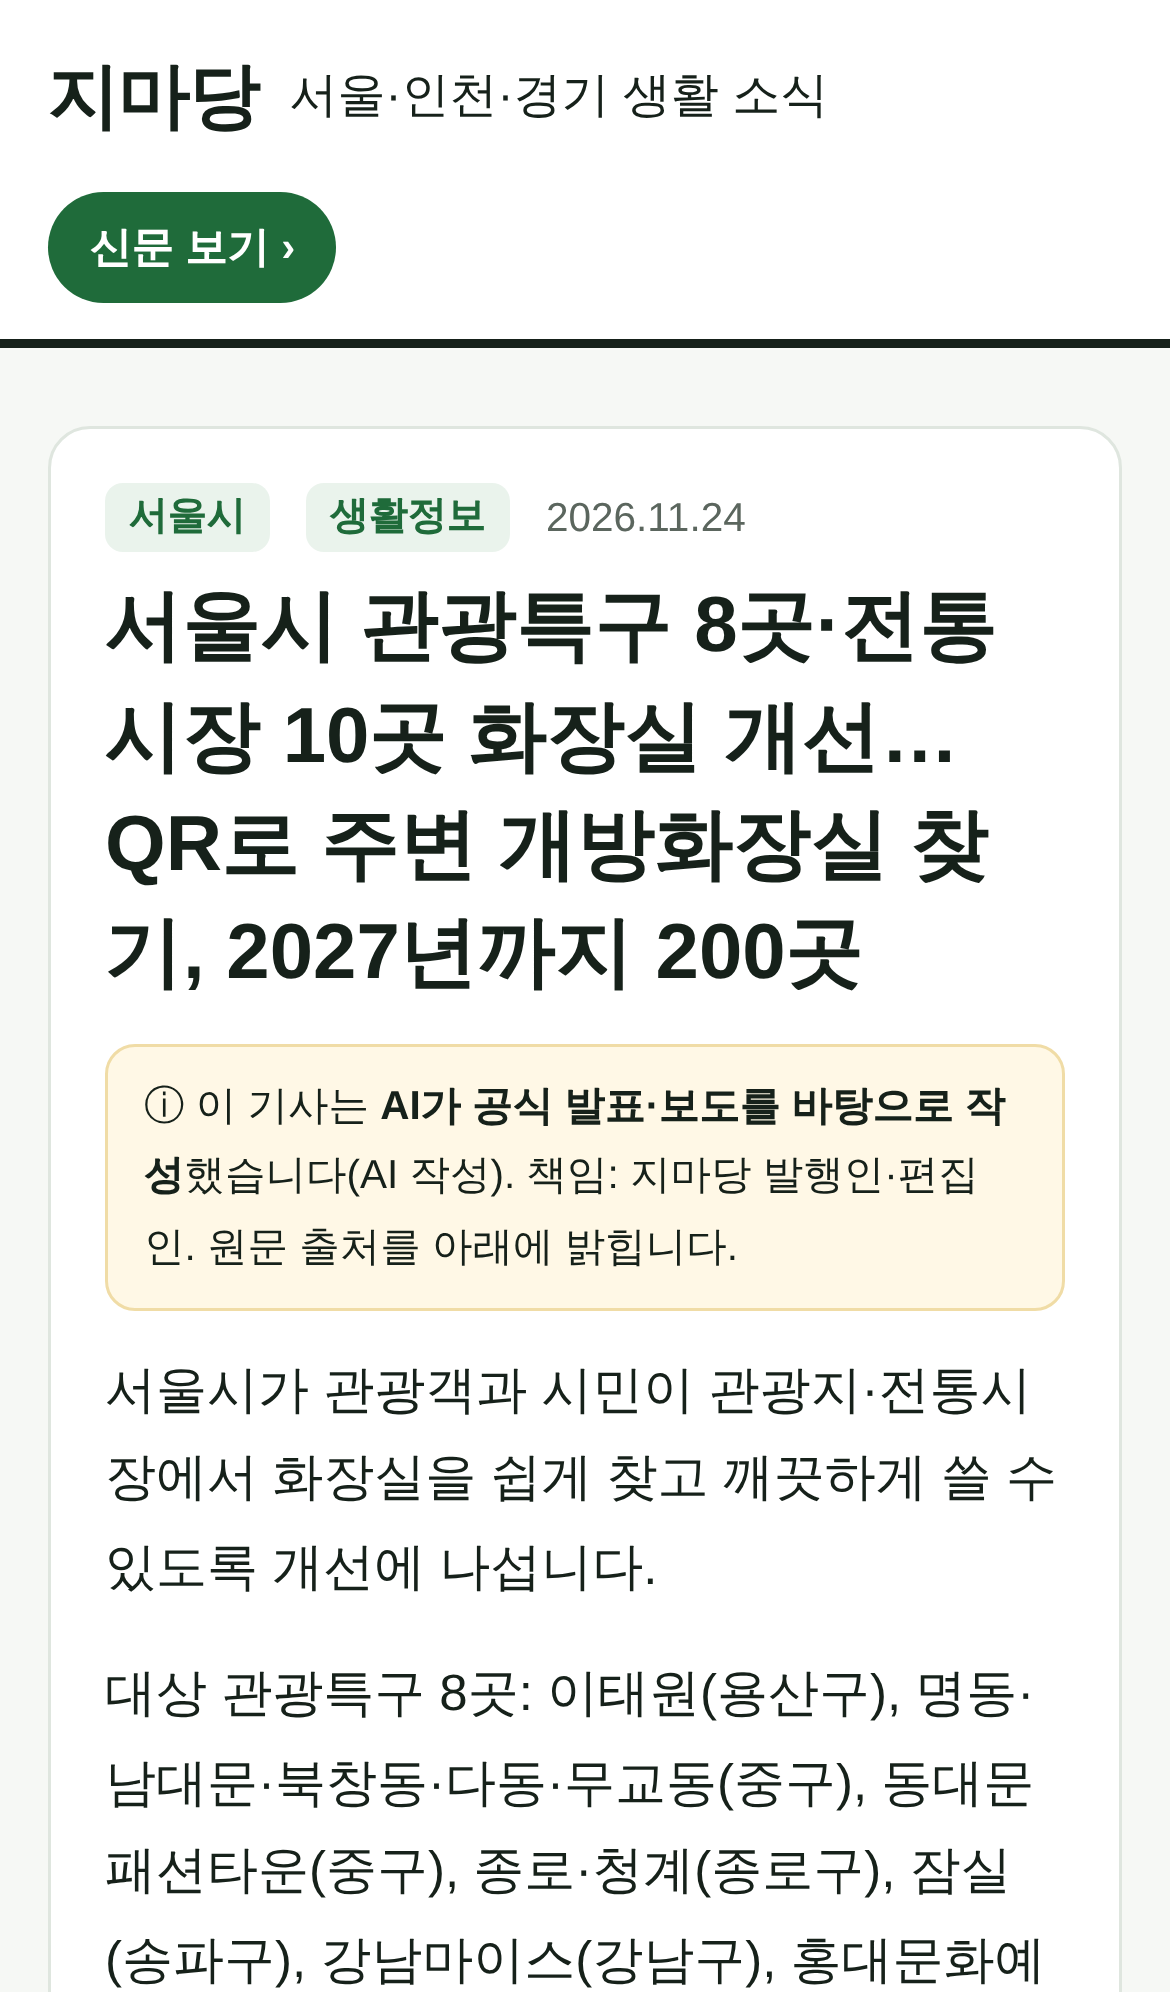 지마당 서울·인천·경기 생활 소식
신문 보기 ›
서울시 생활정보 2026.11.24
서울시 관광특구 8곳·전통
시장 10곳 화장실 개선…
QR로 주변 개방화장실 찾
기, 2027년까지 200곳
ⓘ 이 기사는 AI가 공식 발표·보도를 바탕으로 작
성했습니다(AI 작성). 책임: 지마당 발행인·편집
인. 원문 출처를 아래에 밝힙니다.
서울시가 관광객과 시민이 관광지·전통시
장에서 화장실을 쉽게 찾고 깨끗하게 쓸 수
있도록 개선에 나섭니다.
대상 관광특구 8곳: 이태원(용산구), 명동·
남대문·북창동·다동·무교동(중구), 동대문
패션타운(중구), 종로·청계(종로구), 잠실
(송파구), 강남마이스(강남구), 홍대문화예